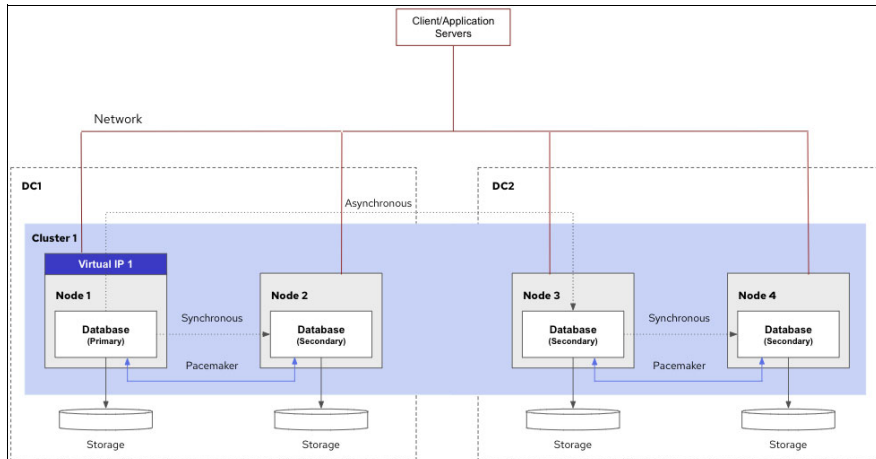 Client/Application
Servers
Network
DC1
DC2
Asynchronous
Cluster 1
Virtual IP 1
Node 1
Node 2
Node 3
Node 4
Database
(Primary)
Synchronous
Database
(Secondary)
Database
(Secondary)
Synchronous
Database
(Secondary)
Pacemaker
Pacemaker
Storage
Storage
Storage
Storage